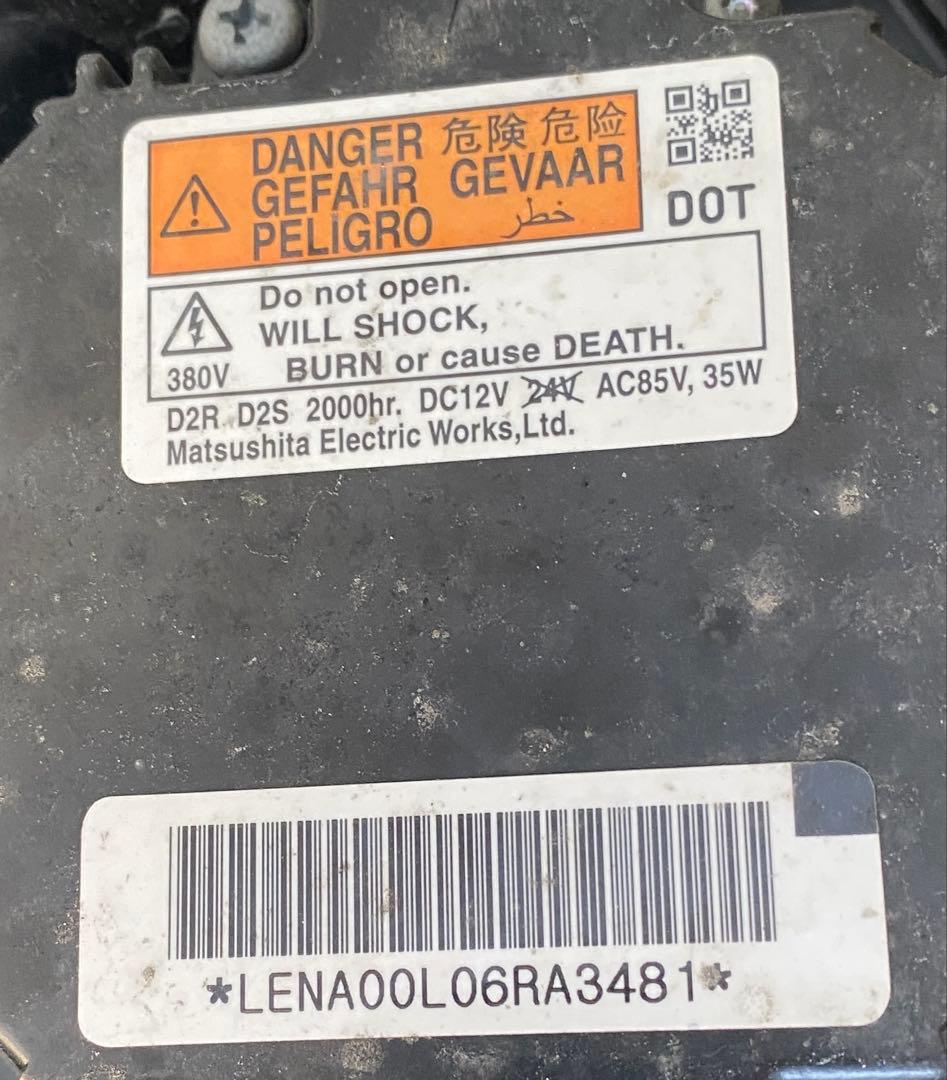 DANGER 危険 危险
GEFAHR GEVAAR
PELIGRO خطر
DOT
Do not open.
WILL SHOCK,
BURN or cause DEATH.
380V
D2R D2S 2000hr. DC12V 24V AC85V, 35W
Matsushita Electric Works,Ltd.
*LENA00L06RA3481*